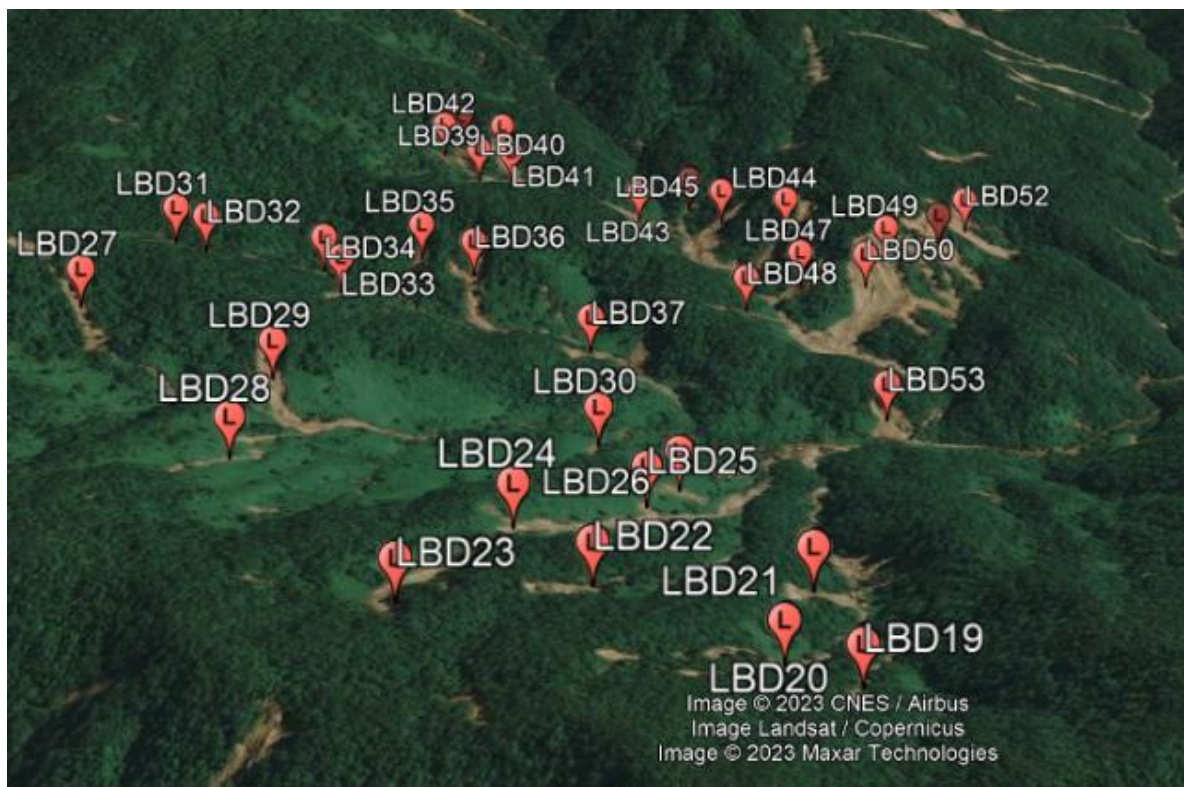 LBD42
LBD39
LBD40
LBD41
LBD31
LBD32
LBD35
LBD45
LBD44
LBD52
LBD27
LBD34
LBD36
LBD43
LBD47
LBD49
LBD50
LBD33
LBD48
LBD29
LBD37
LBD28
LBD30
LBD53
LBD24
LBD26
LBD25
LBD23
LBD22
LBD21
LBD19
LBD20
Image © 2023 CNES / Airbus
Image Landsat / Copernicus
Image © 2023 Maxar Technologies